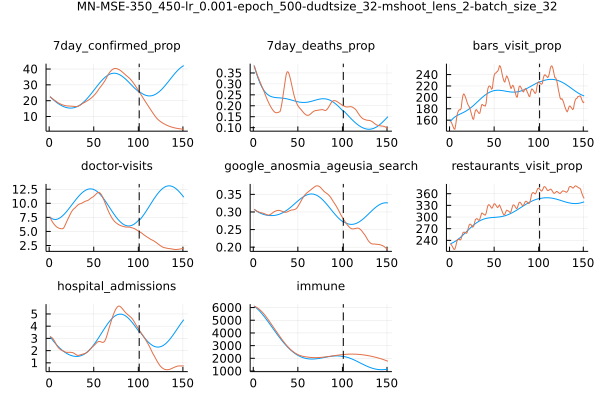 MN-MSE-350_450-lr_0.001-epoch_500-dudtsize_32-mshoot_lens_2-batch_size_32
7day_confirmed_prop 7day_deaths_prop bars_visit_prop
40 30 20 10
0 50 100 150
0.35 0.30 0.25 0.20 0.15 0.10
0 50 100 150
240 220 200 180 160
0 50 100 150
doctor-visits google_anosmia_ageusia_search restaurants_visit_prop
12.5 10.0 7.5 5.0 2.5
0 50 100 150
0.35 0.30 0.25 0.20
0 50 100 150
360 330 300 270 240
0 50 100 150
hospital_admissions immune
5 4 3 2 1
0 50 100 150
6000 5000 4000 3000 2000 1000
0 50 100 150